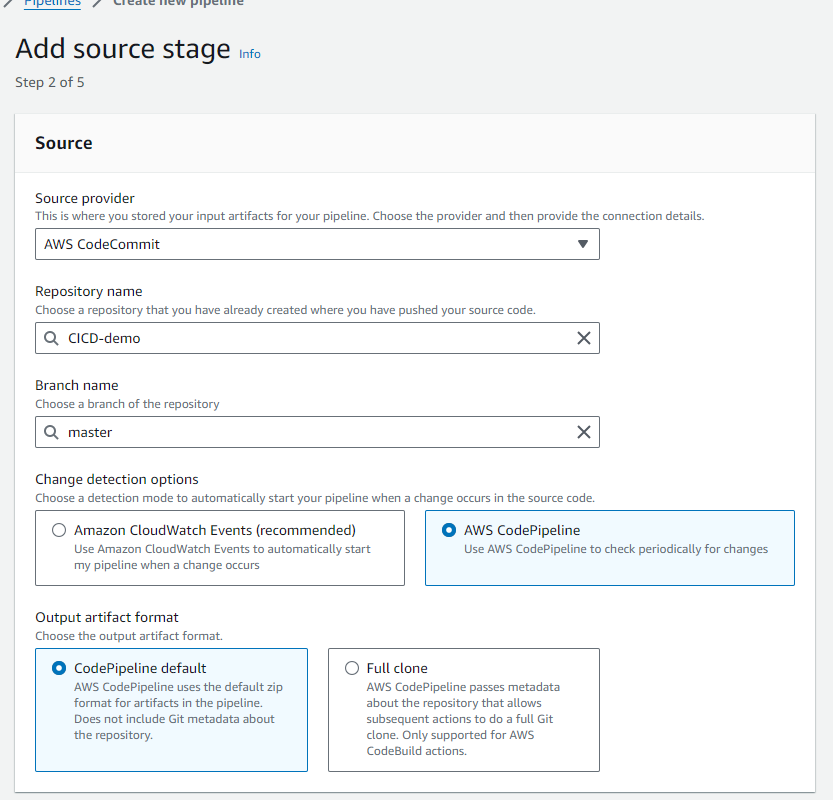 Pipelines Create new pipeline
Add source stage Info
Step 2 of 5
Source
Source provider
This is where you stored your input artifacts for your pipeline. Choose the provider and then provide the connection details.
AWS CodeCommit
Repository name
Choose a repository that you have already created where you have pushed your source code.
CICD-demo
Branch name
Choose a branch of the repository
master
Change detection options
Choose a detection mode to automatically start your pipeline when a change occurs in the source code.
Amazon CloudWatch Events (recommended)
Use Amazon CloudWatch Events to automatically start
my pipeline when a change occurs
AWS CodePipeline
Use AWS CodePipeline to check periodically for changes
Output artifact format
Choose the output artifact format.
CodePipeline default
AWS CodePipeline uses the default zip
format for artifacts in the pipeline.
Does not include Git metadata about
the repository.
Full clone
AWS CodePipeline passes metadata
about the repository that allows
subsequent actions to do a full Git
clone. Only supported for AWS
CodeBuild actions.